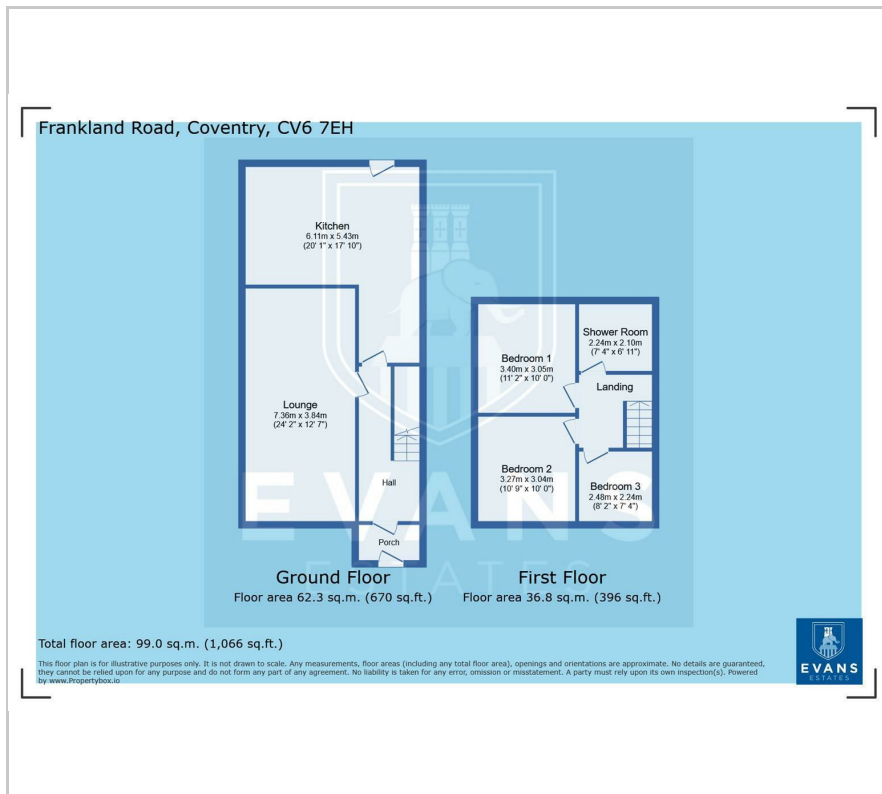 Frankland Road, Coventry, CV6 7EH
Kitchen
6.11m x 5.43m
(20' 1" x 17' 10")
Lounge
7.36m x 3.84m
(24' 2" x 12' 7")
Hall
Porch
Bedroom 1
3.40m x 3.05m
(11' 2" x 10' 0")
Shower Room
2.24m x 2.10m
(7' 4" x 6' 11")
Landing
Bedroom 2
3.27m x 3.04m
(10' 9" x 10' 0")
Bedroom 3
2.48m x 2.24m
(8' 2" x 7' 4")
EVANS
ESTATES
Ground Floor
Floor area 62.3 sq.m. (670 sq.ft.)
First Floor
Floor area 36.8 sq.m. (396 sq.ft.)
Total floor area: 99.0 sq.m. (1,066 sq.ft.)
This floor plan is for illustrative purposes only. It is not drawn to scale. Any measurements, floor areas (including any total floor area), openings and orientations are approximate. No details are guaranteed,
they cannot be relied upon for any purpose and do not form any part of any agreement. No liability is taken for any error, omission or misstatement. A party must rely upon its own inspection(s). Powered
by www.Propertybox.io
EVANS
ESTATES